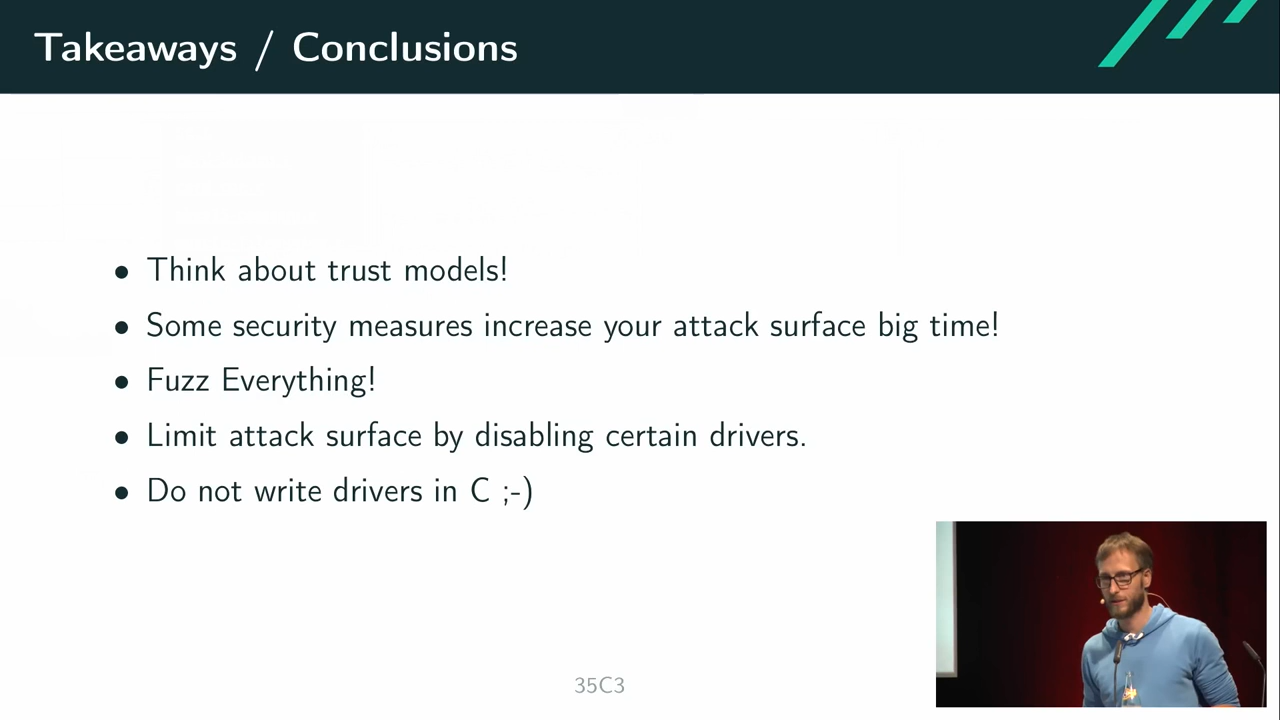 Takeaways / Conclusions
• Think about trust models!
• Some security measures increase your attack surface big time!
• Fuzz Everything!
• Limit attack surface by disabling certain drivers.
• Do not write drivers in C ;-)
35C3